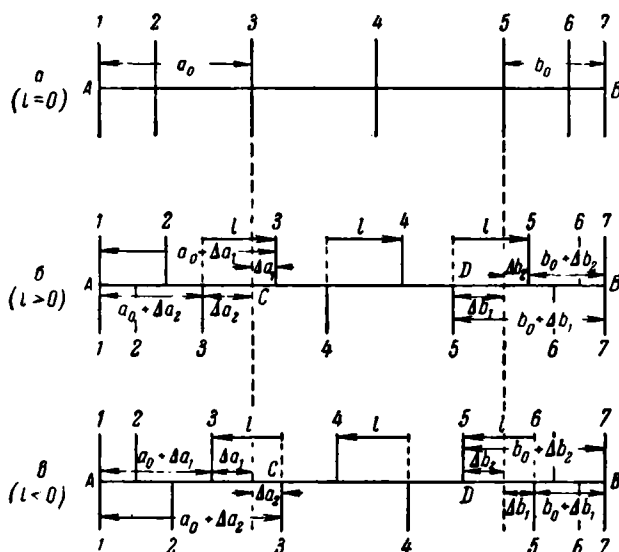 1 2 3 4 5 6 7
a₀ b₀
а A B
(l=0)
1 2 l 3 l 4 l 5 6 7
a₀+Δa₁ Δa₁ D Δb₂ b₀+Δb₂
б A C B
(l>0)
a₀+Δa₂ Δa₂ Δb₁ b₀+Δb₁
1 2 3 4 5 6 7
1 2 3 l 4 l 5 l 6 7
a₀+Δa₁ Δa₁ C Δb₂ b₀+Δb₂
в A B
(l<0)
Δa₂ D Δb₁ b₀+Δb₁
a₀+Δa₂
1 2 3 4 5 6 7